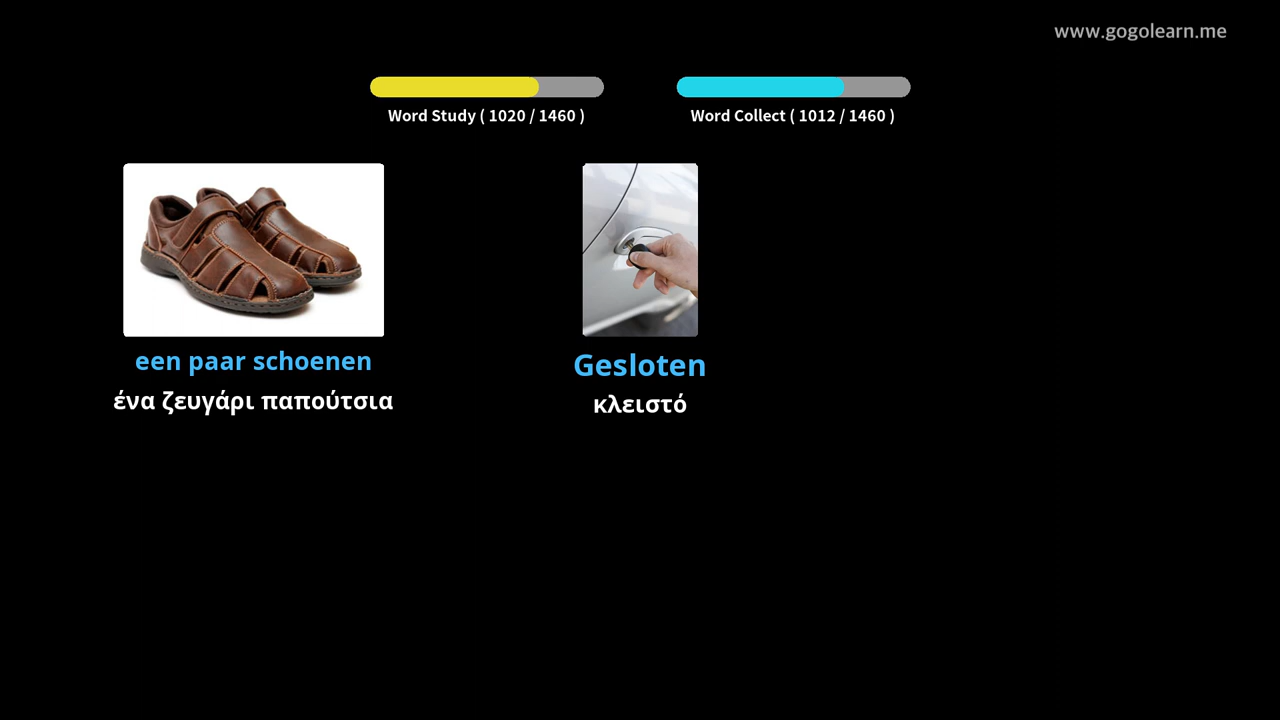 www.gogolearn.me
Word Study ( 1020 / 1460 )
Word Collect ( 1012 / 1460 )
een paar schoenen
ένα ζευγάρι παπούτσια
Gesloten
κλειστό